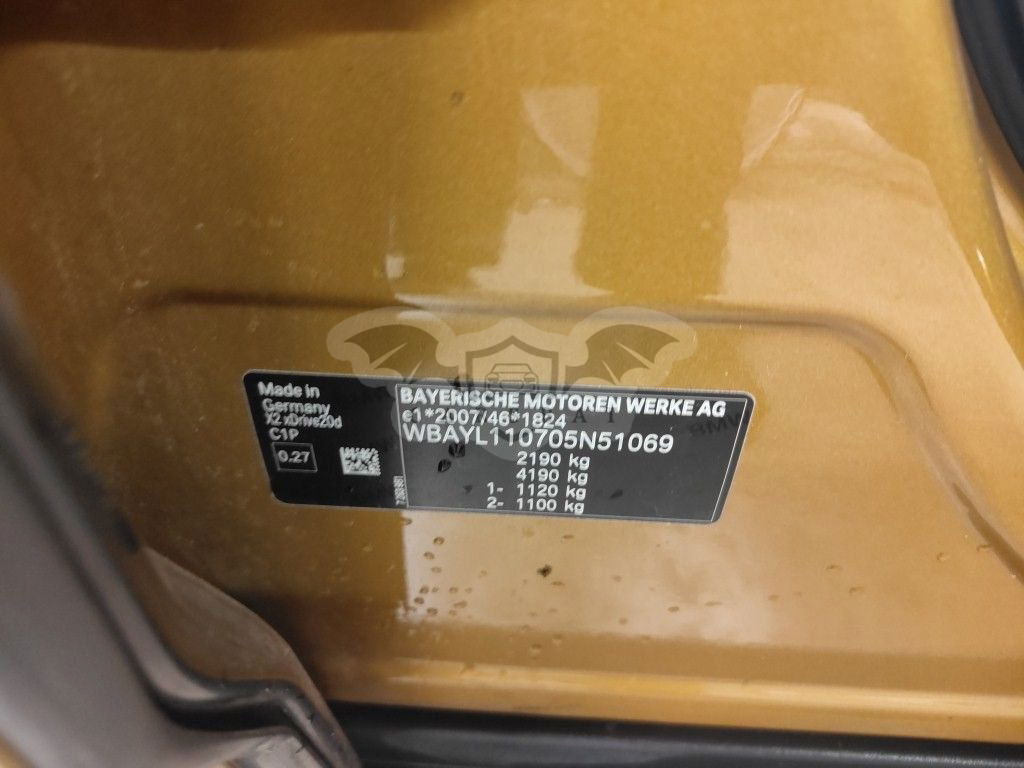 Made in
Germany
X2 xDrive20d
C1P
0.27
BAYERISCHE MOTOREN WERKE AG
e1*2007/46*1824
WBAYL110705N51069
2190 kg
4190 kg
1- 1120 kg
2- 1100 kg